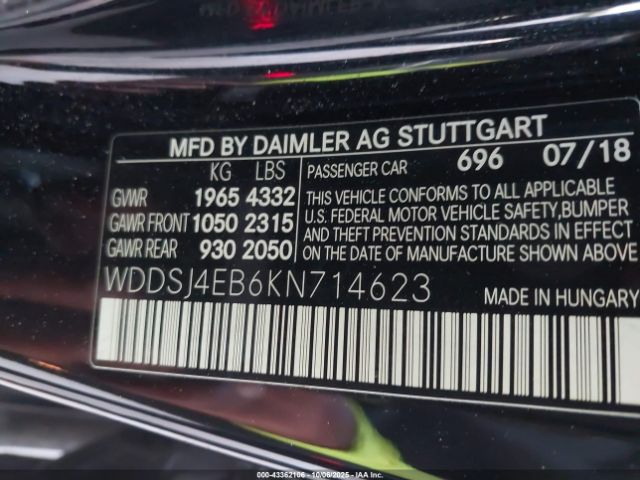 MFD BY DAIMLER AG STUTTGART
KG LBS
GVWR 1965 4332
GAWR FRONT 1050 2315
GAWR REAR 930 2050
PASSENGER CAR 696 07/18
THIS VEHICLE CONFORMS TO ALL APPLICABLE
U.S. FEDERAL MOTOR VEHICLE SAFETY,BUMPER
AND THEFT PREVENTION STANDARDS IN EFFECT
ON THE DATE OF MANUFACTURE SHOWN ABOVE
WDDSJ4EB6KN714623 MADE IN HUNGARY
000-43362106 - 10/06/2025 - COPYRIGHT IAA, LLC.